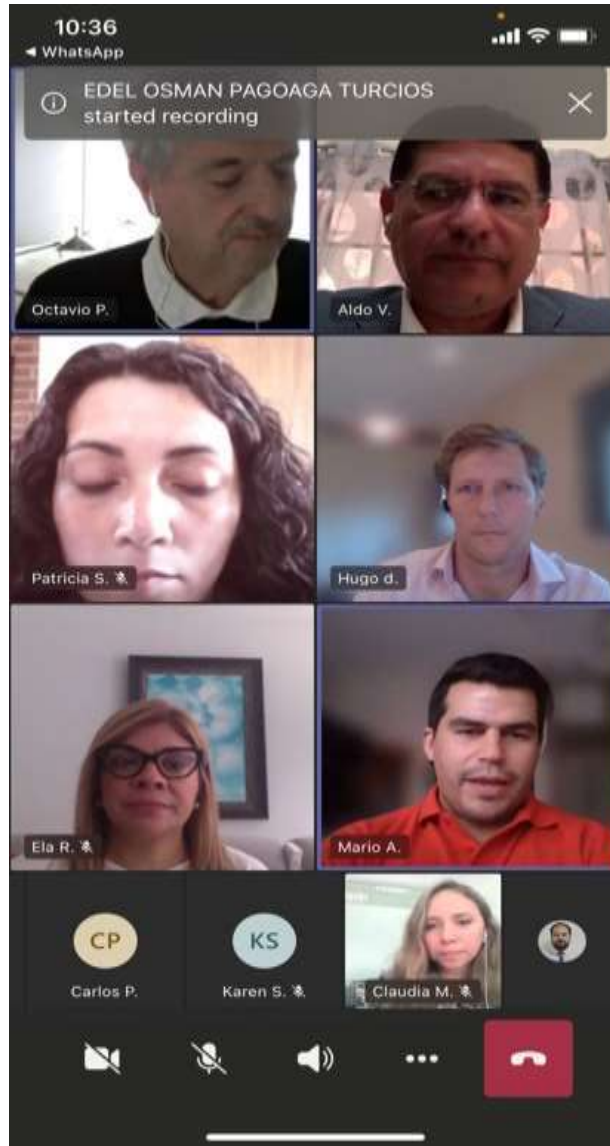 10:36
WhatsApp
EDEL OSMAN PAGOAGA TURCIOS
started recording
Octavio P.
Aldo V.
Patricia S.
Hugo d.
Ela R.
Mario A.
CP
KS
Carlos P.
Karen S.
Claudia M.